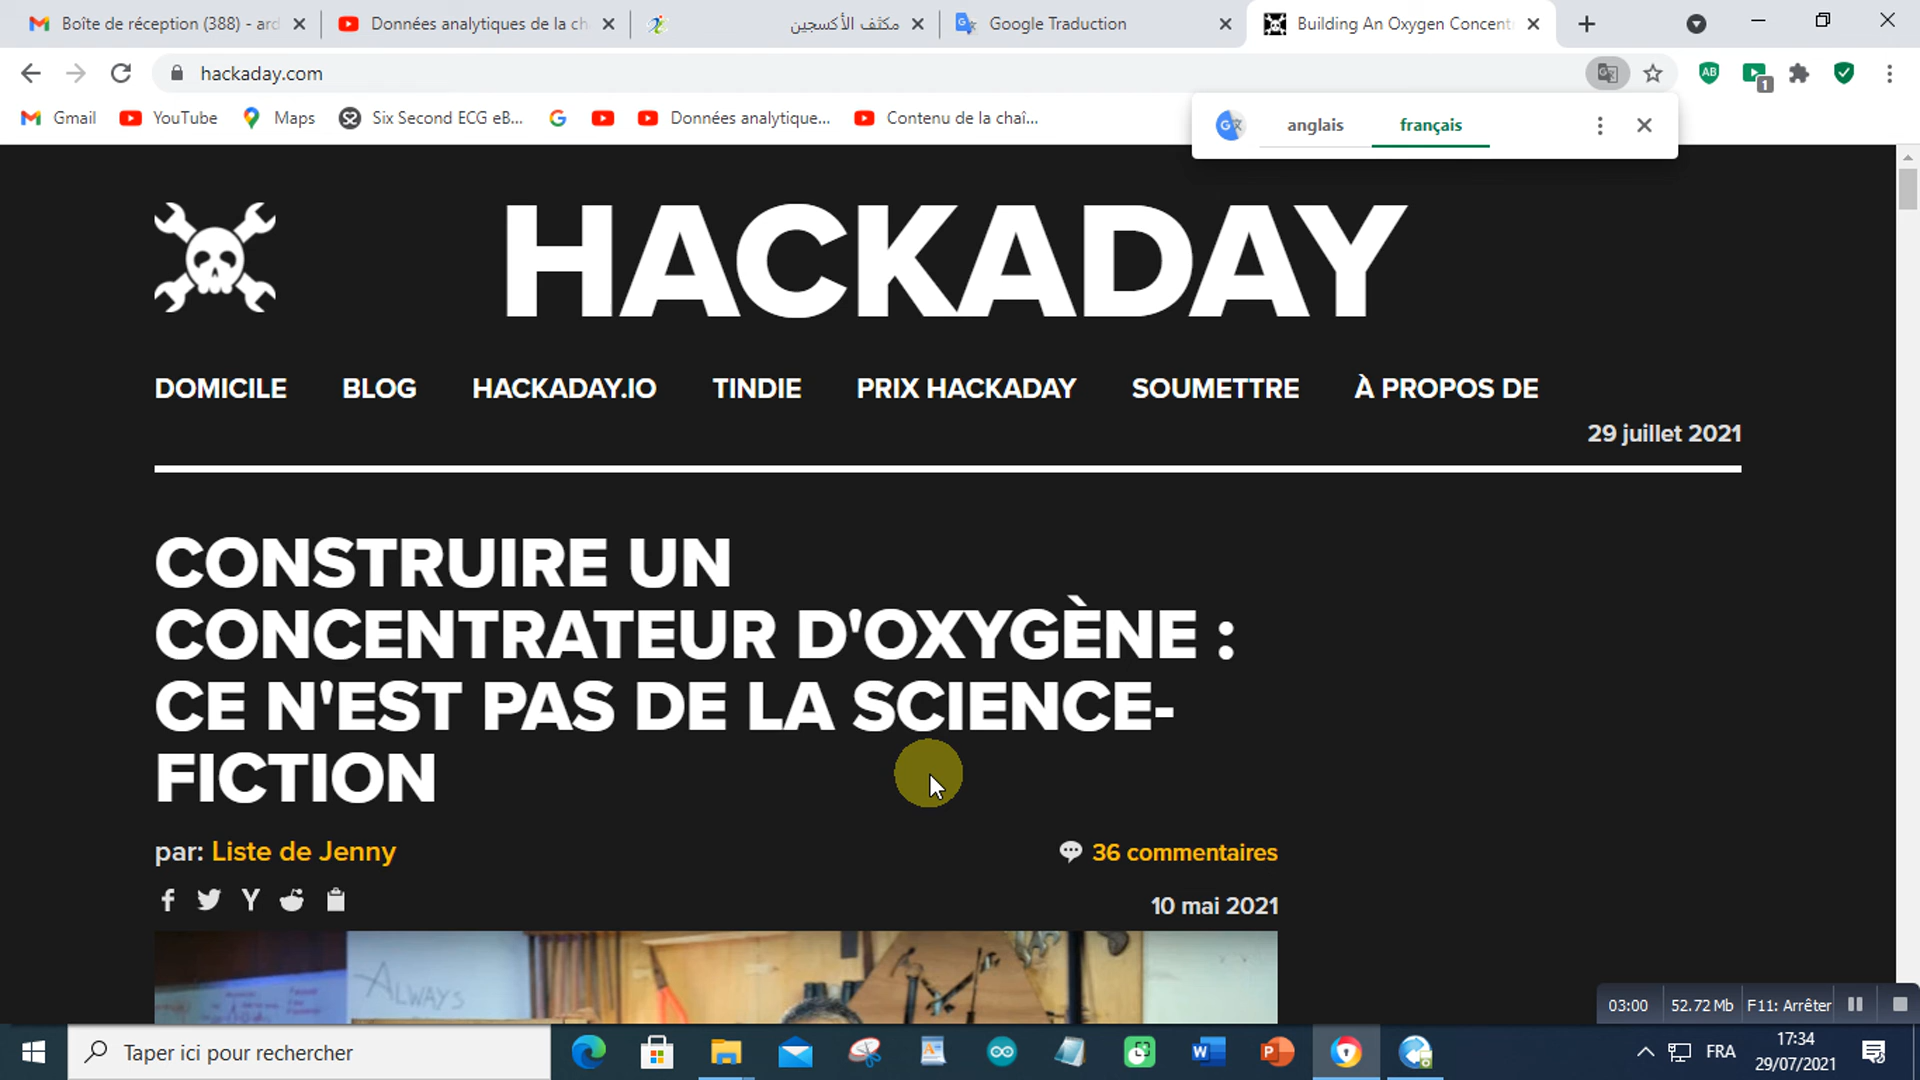 Boîte de réception (388) - ard
Données analytiques de la ch
مكثف الأكسجين
Google Traduction
Building An Oxygen Concent
hackaday.com
AB
1
Gmail
YouTube
Maps
Six Second ECG eB...
Données analytique...
Contenu de la chaî...
anglais
français
HACKADAY
DOMICILE
BLOG
HACKADAY.IO
TINDIE
PRIX HACKADAY
SOUMETTRE
À PROPOS DE
29 juillet 2021
CONSTRUIRE UN
CONCENTRATEUR D'OXYGÈNE :
CE N'EST PAS DE LA SCIENCE-
FICTION
par: Liste de Jenny
36 commentaires
10 mai 2021
ALWAYS
03:00
52.72 Mb
F11: Arrêter
Taper ici pour rechercher
FRA
17:34
29/07/2021